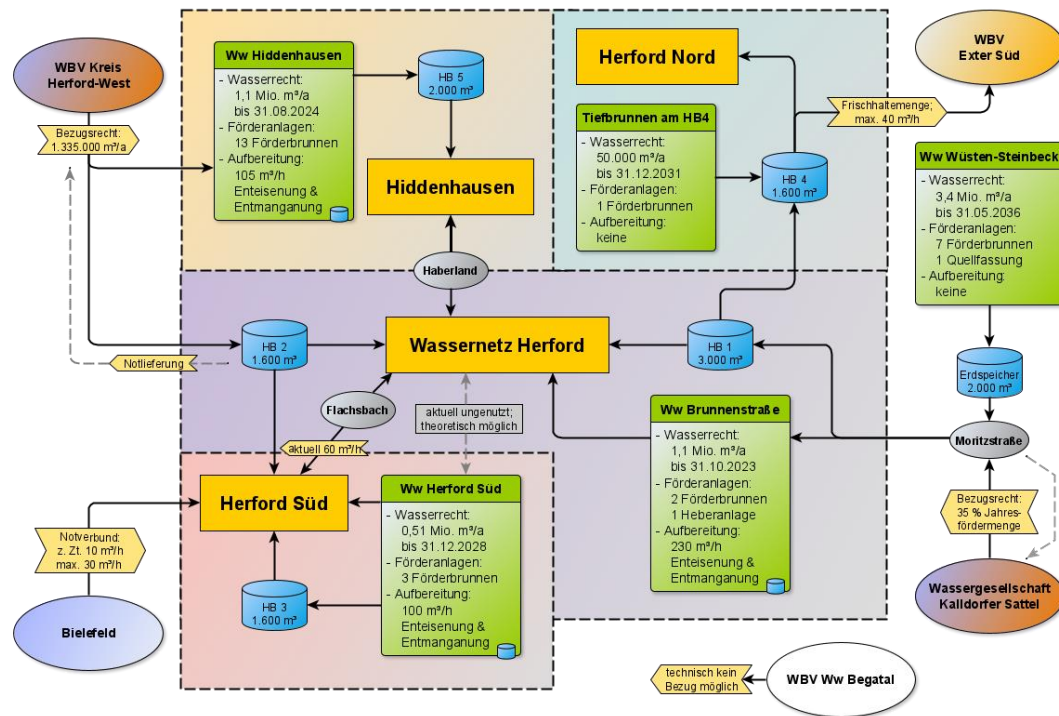 WBV Kreis
Herford-West
Bezugsrecht:
1.335.000 m³/a
Ww Hiddenhausen
- Wasserrecht:
1,1 Mio. m³/a
bis 31.08.2024
- Förderanlagen:
13 Förderbrunnen
- Aufbereitung:
105 m³/h
Enteisenung &
Entmanganung
HB 5
2.000 m³
Hiddenhausen
Haberland
Herford Nord
Tiefbrunnen am HB4
- Wasserrecht:
50.000 m³/a
bis 31.12.2031
- Förderanlagen:
1 Förderbrunnen
- Aufbereitung:
keine
HB 4
1.600 m³
Frischhaltemenge;
max. 40 m³/h
WBV
Exter Süd
Ww Wüsten-Steinbeck
- Wasserrecht:
3,4 Mio. m³/a
bis 31.05.2036
- Förderanlagen:
7 Förderbrunnen
1 Quellfassung
- Aufbereitung:
keine
Erdspeicher
2.000 m³
Moritzstraße
Bezugsrecht:
35 % Jahres-
fördermenge
Wassergesellschaft
Kalldorfer Sattel
HB 2
1.600 m³
Notlieferung
Wassernetz Herford
HB 1
3.000 m³
Flachsbach
aktuell 60 m³/h
aktuell ungenutzt;
theoretisch möglich
Ww Brunnenstraße
- Wasserrecht:
1,1 Mio. m³/a
bis 31.10.2023
- Förderanlagen:
2 Förderbrunnen
1 Heberanlage
- Aufbereitung:
230 m³/h
Enteisenung &
Entmanganung
Herford Süd
Ww Herford Süd
- Wasserrecht:
0,51 Mio. m³/a
bis 31.12.2028
- Förderanlagen:
3 Förderbrunnen
- Aufbereitung:
100 m³/h
Enteisenung &
Entmanganung
HB 3
1.600 m³
Notverbund:
z. Zt. 10 m³/h
max. 30 m³/h
Bielefeld
technisch kein
Bezug möglich
WBV Ww Begatal